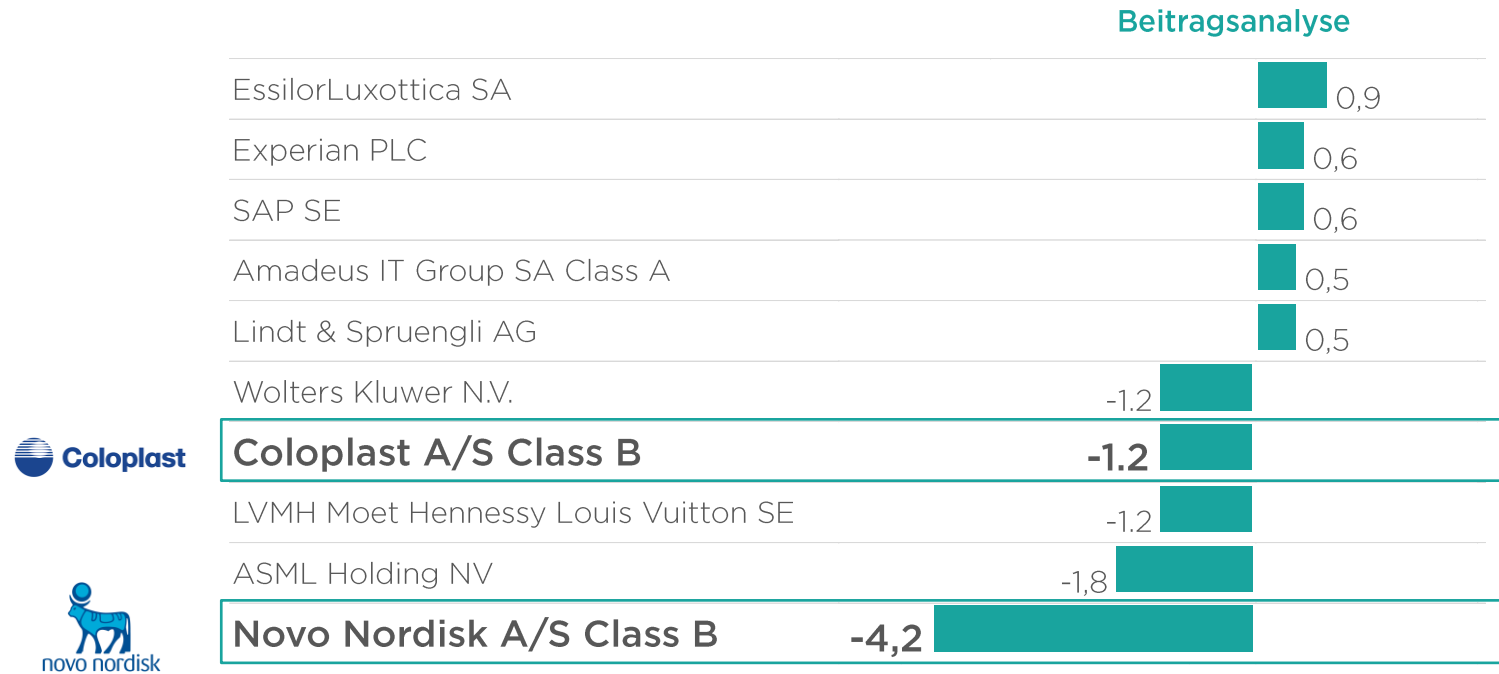 Beitragsanalyse
EssilorLuxottica SA 0,9
Experian PLC 0,6
SAP SE 0,6
Amadeus IT Group SA Class A 0,5
Lindt & Spruengli AG 0,5
Wolters Kluwer N.V. -1.2
Coloplast Coloplast A/S Class B -1.2
LVMH Moet Hennessy Louis Vuitton SE -1.2
ASML Holding NV -1,8
Novo Nordisk A/S Class B -4,2
novo nordisk